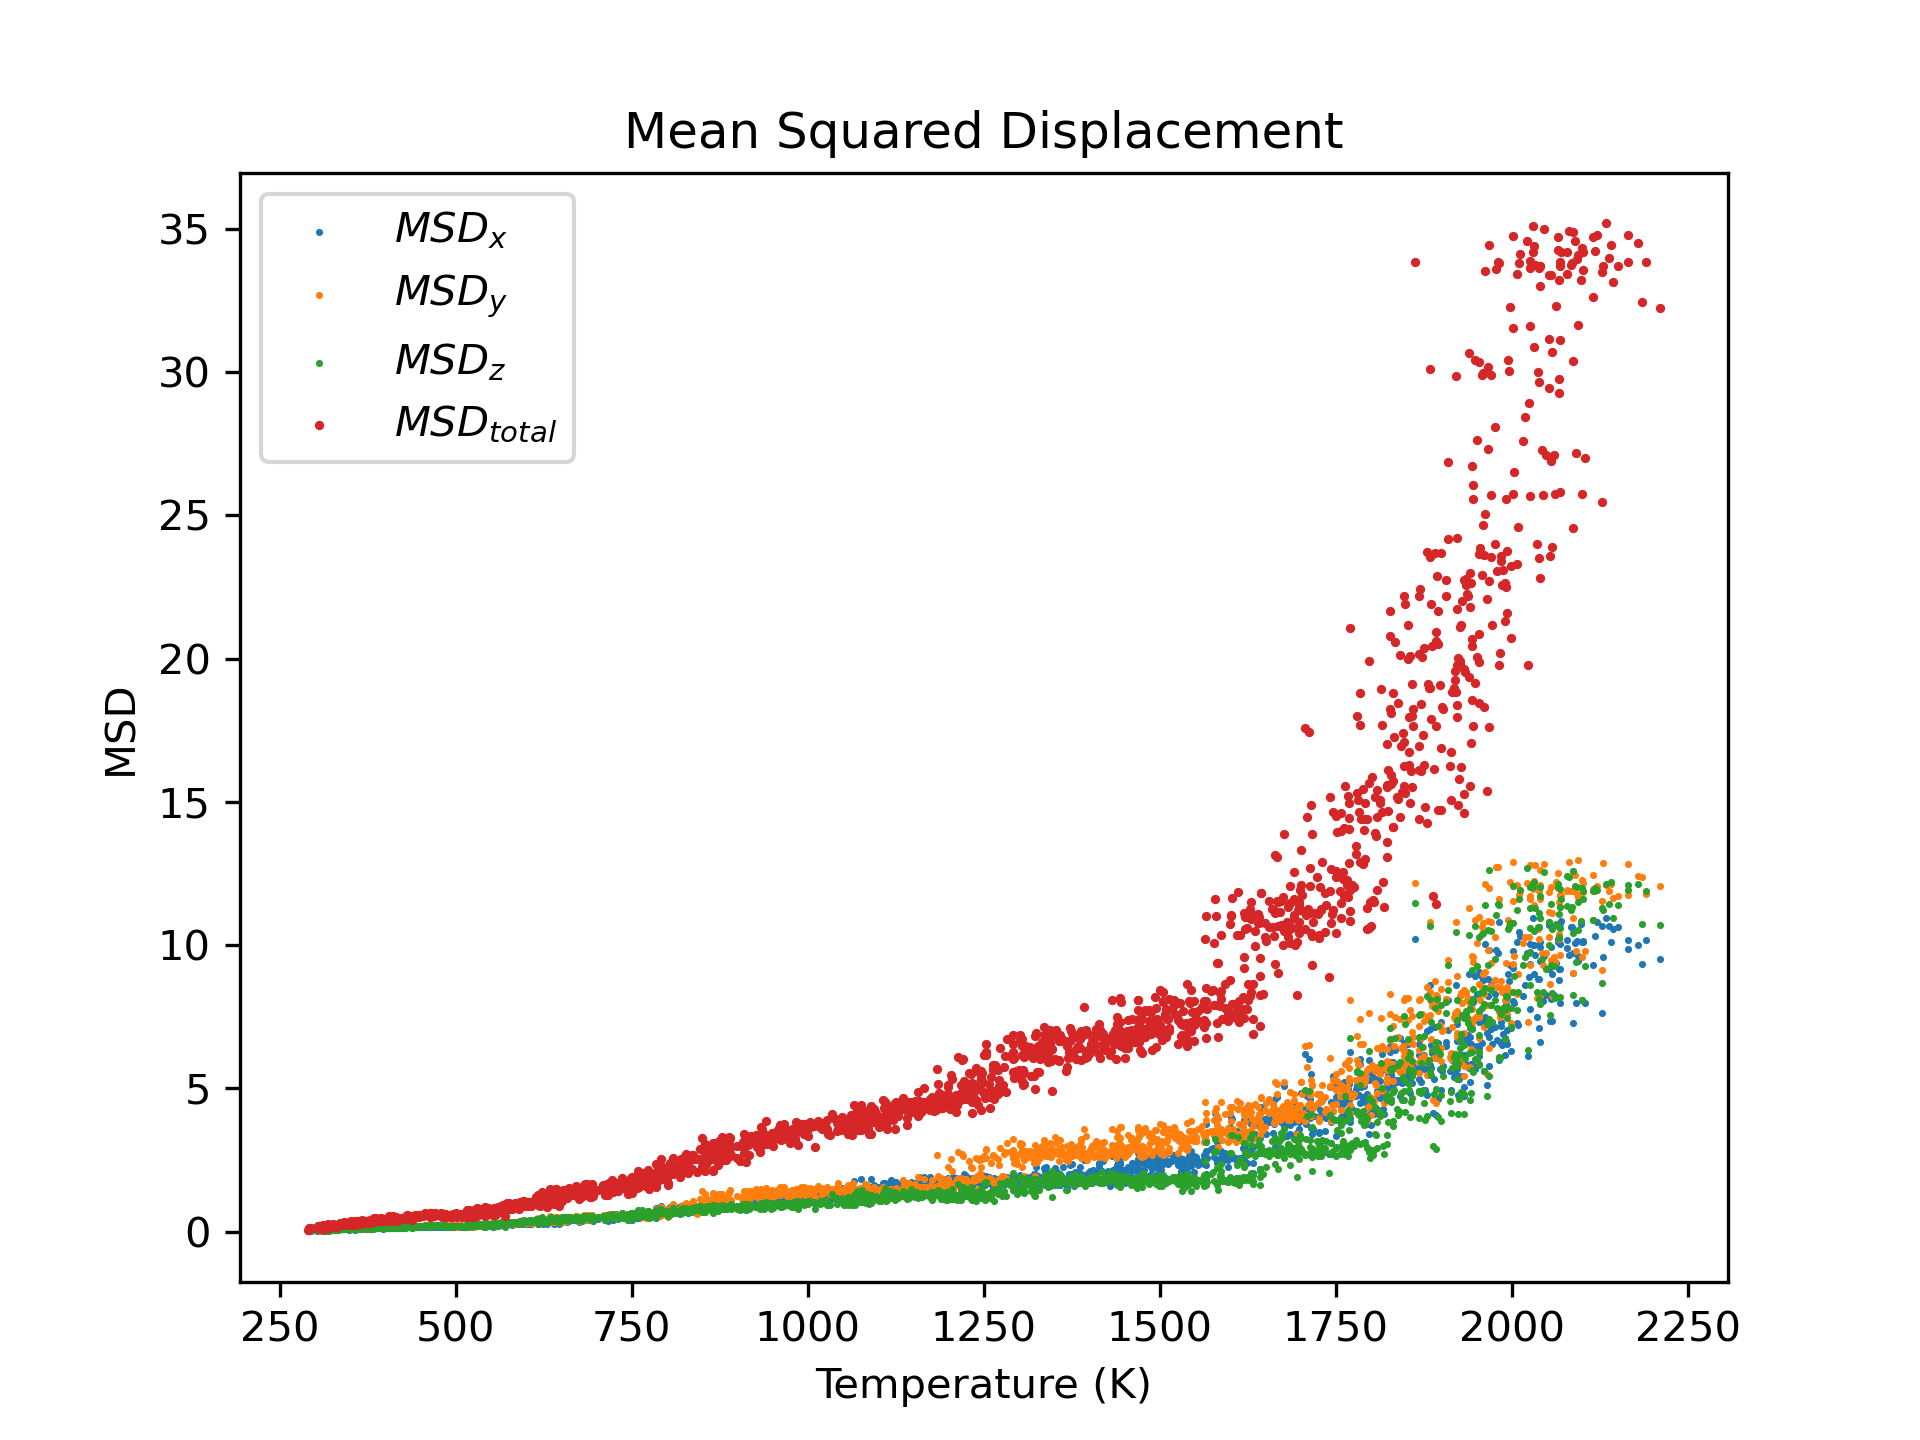 Mean Squared Displacement
MSD_x
MSD_y
MSD_z
MSD_total
35
30
25
20
15
10
5
0
MSD
250 500 750 1000 1250 1500 1750 2000 2250
Temperature (K)